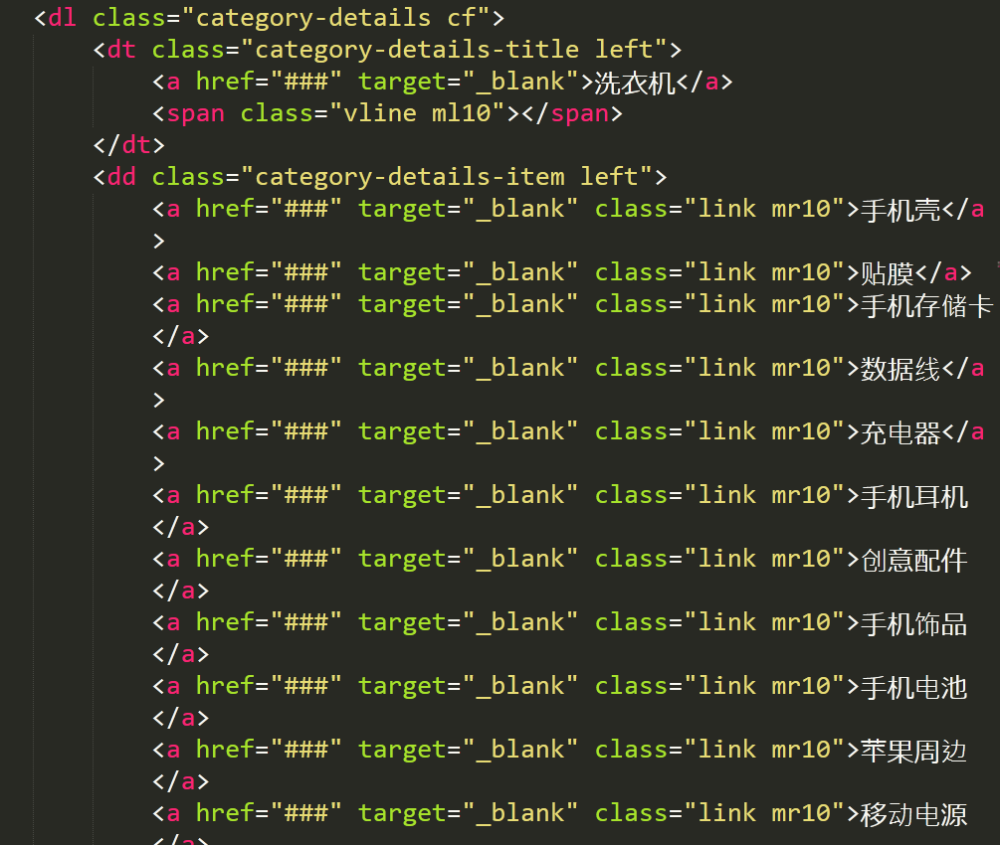 <dl class="category-details cf">
<dt class="category-details-title left">
<a href="###" target="_blank">洗衣机</a>
<span class="vline ml10"></span>
</dt>
<dd class="category-details-item left">
<a href="###" target="_blank" class="link mr10">手机壳</a
>
<a href="###" target="_blank" class="link mr10">贴膜</a>
<a href="###" target="_blank" class="link mr10">手机存储卡
</a>
<a href="###" target="_blank" class="link mr10">数据线</a
>
<a href="###" target="_blank" class="link mr10">充电器</a
>
<a href="###" target="_blank" class="link mr10">手机耳机
</a>
<a href="###" target="_blank" class="link mr10">创意配件
</a>
<a href="###" target="_blank" class="link mr10">手机饰品
</a>
<a href="###" target="_blank" class="link mr10">手机电池
</a>
<a href="###" target="_blank" class="link mr10">苹果周边
</a>
<a href="###" target="_blank" class="link mr10">移动电源
</a>